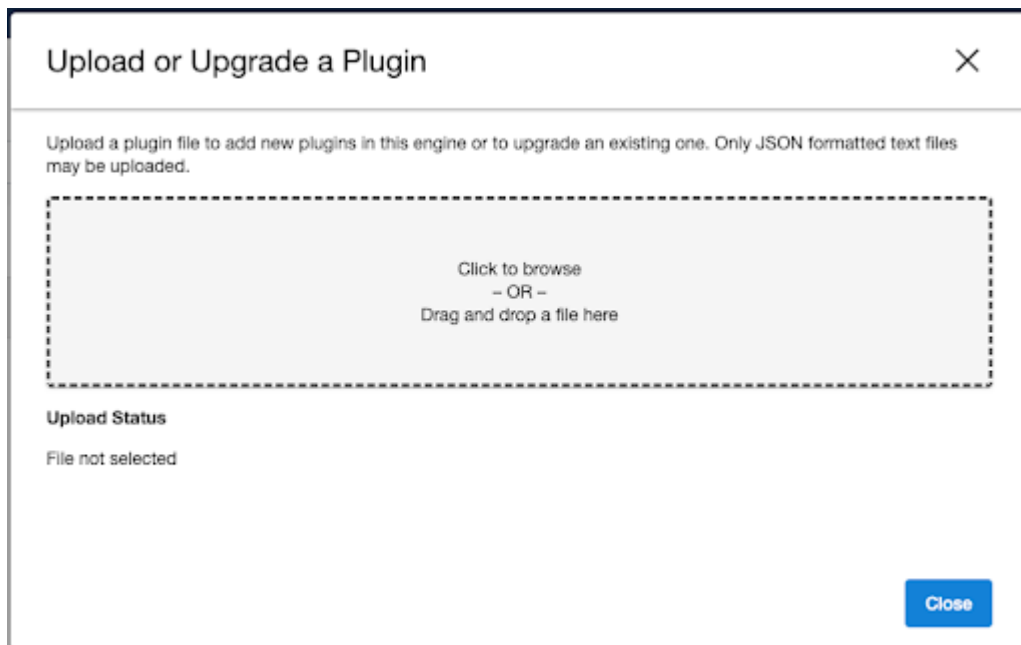 Upload or Upgrade a Plugin
Upload a plugin file to add new plugins in this engine or to upgrade an existing one. Only JSON formatted text files
may be uploaded.
Click to browse
– OR –
Drag and drop a file here
Upload Status
File not selected
Close